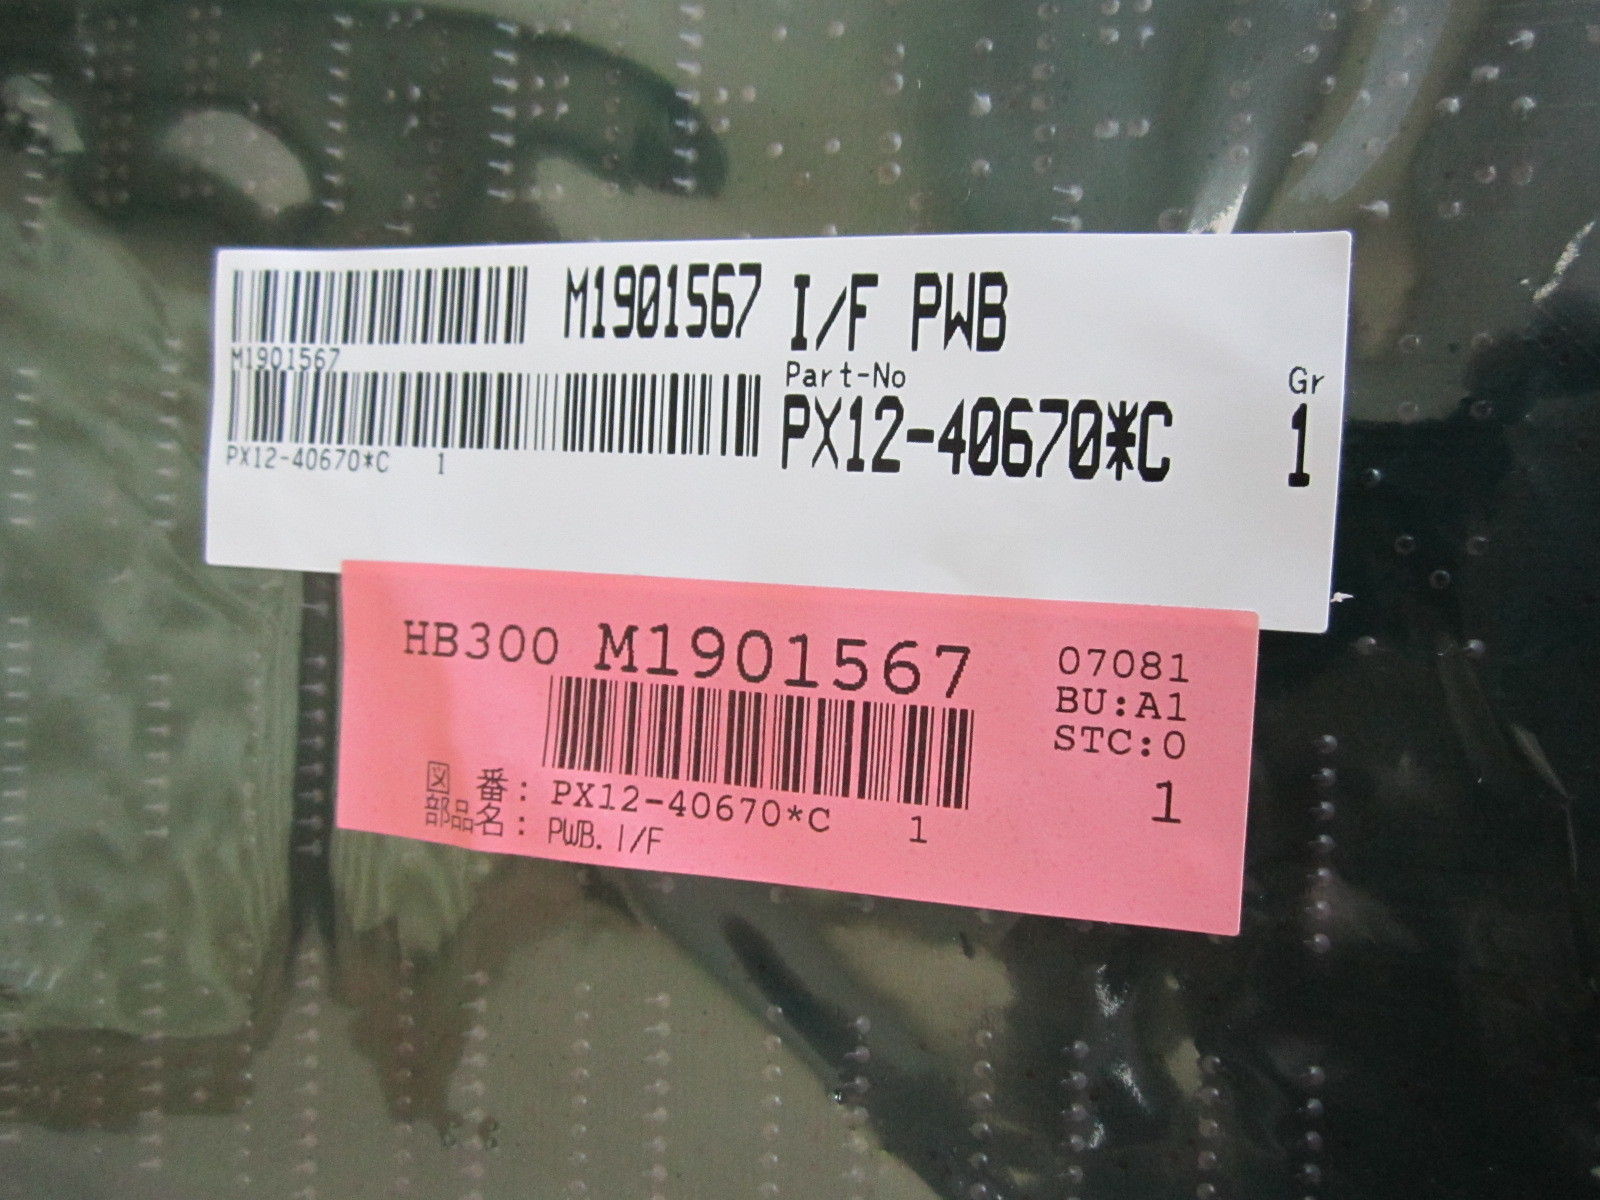 M1901567 I/F PWB
M1901567
Part-No Gr
PX12-40670*C 1
PX12-40670*C 1
HB300 M1901567 07081
BU:A1
STC:0
図 番: PX12-40670*C 1 1
部品名: PWB. I/F